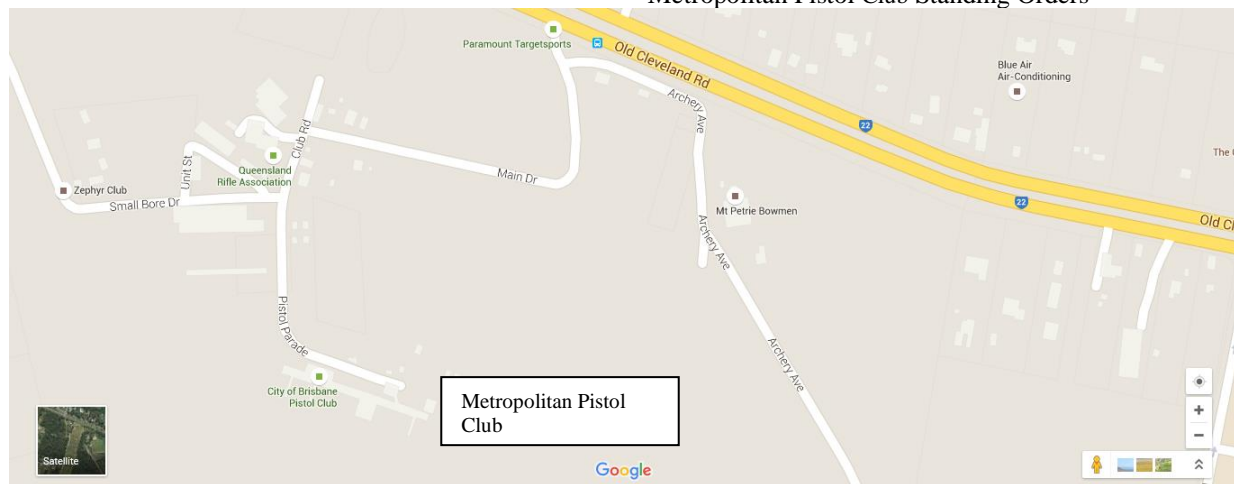 Metropolitan Pistol Club Standing Orders
Paramount Targetsports
Old Cleveland Rd
Blue Air
Air-Conditioning
Archery Ave
22
Club Rd
The
Unit St
Queensland
Rifle Association
Main Dr
Zephyr Club
Small Bore Dr
Mt Petrie Bowmen
22
Old Cl
Archery Ave
Pistol Parade
Archery Ave
City of Brisbane
Pistol Club
Metropolitan Pistol
Club
Satellite
Google